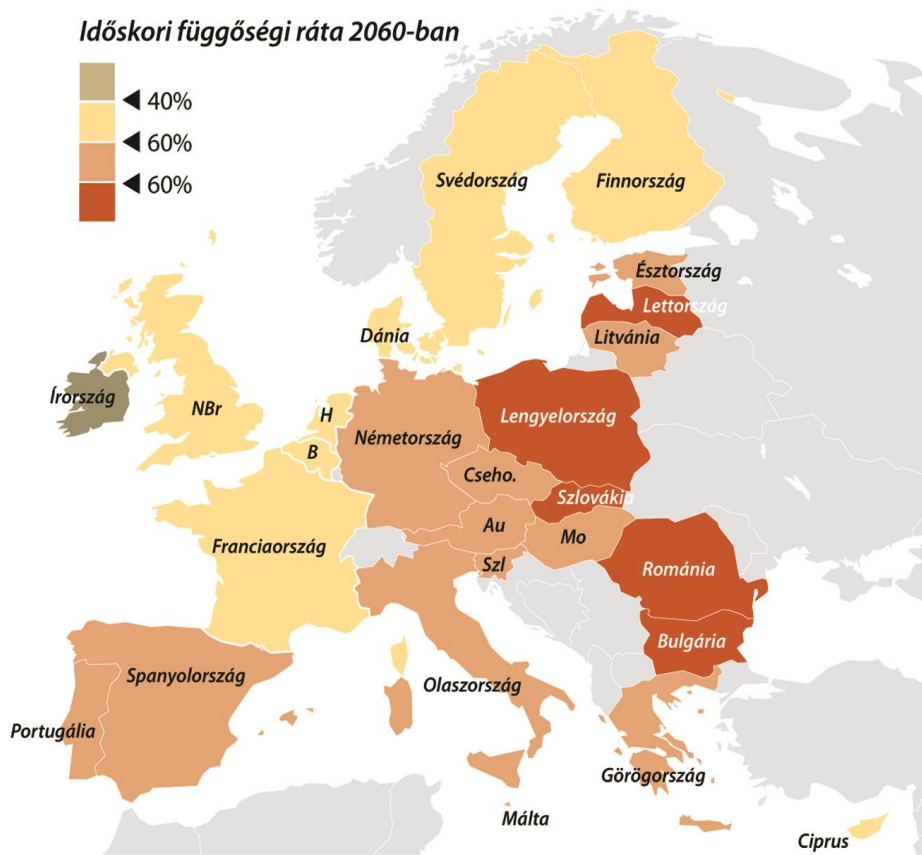 Időskori függőségi ráta 2060-ban
40%
60%
60%
Svédország
Finnország
Észtország
Lettország
Litvánia
Dánia
Írország
NBr
H
B
Németország
Lengyelország
Cseho.
Szlovákia
Au
Mo
Szl
Franciaország
Románia
Bulgária
Spanyolország
Portugália
Olaszország
Görögország
Málta
Ciprus